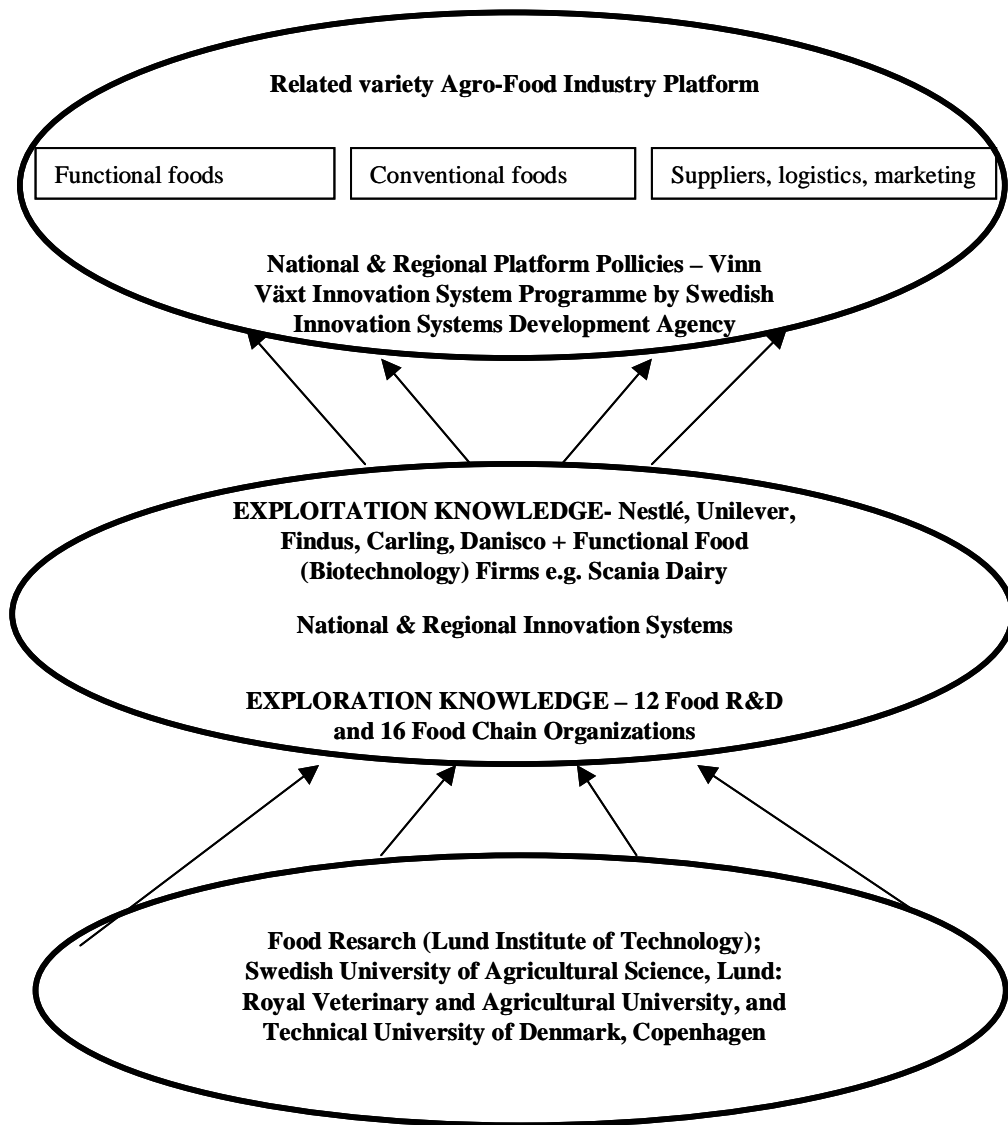 Related variety Agro-Food Industry Platform
Functional foods
Conventional foods
Suppliers, logistics, marketing
National & Regional Platform Pollicies – Vinn
Växt Innovation System Programme by Swedish
Innovation Systems Development Agency
EXPLOITATION KNOWLEDGE- Nestlé, Unilever,
Findus, Carling, Danisco + Functional Food
(Biotechnology) Firms e.g. Scania Dairy
National & Regional Innovation Systems
EXPLORATION KNOWLEDGE – 12 Food R&D
and 16 Food Chain Organizations
Food Resarch (Lund Institute of Technology);
Swedish University of Agricultural Science, Lund:
Royal Veterinary and Agricultural University, and
Technical University of Denmark, Copenhagen